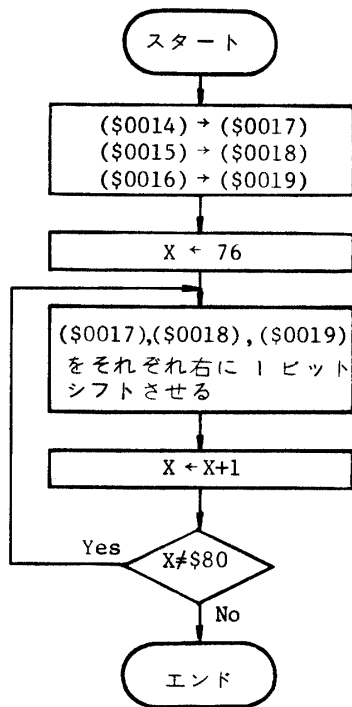 スタート
($0014) → ($0017)
($0015) → ($0018)
($0016) → ($0019)
X ← 76
($0017),($0018),($0019)
をそれぞれ右に1ビット
シフトさせる
X ← X+1
Yes
X≠$80
No
エンド